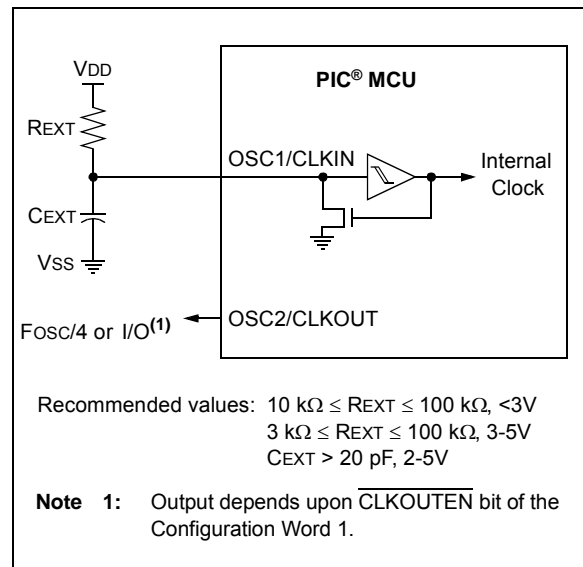 VDD
PIC® MCU
REXT
OSC1/CLKIN
Internal
Clock
CEXT
VSS
FOSC/4 or I/O(1)
OSC2/CLKOUT
Recommended values: 10 kΩ ≤ REXT ≤ 100 kΩ, <3V
3 kΩ ≤ REXT ≤ 100 kΩ, 3-5V
CEXT > 20 pF, 2-5V
Note 1: Output depends upon CLKOUTEN bit of the
Configuration Word 1.